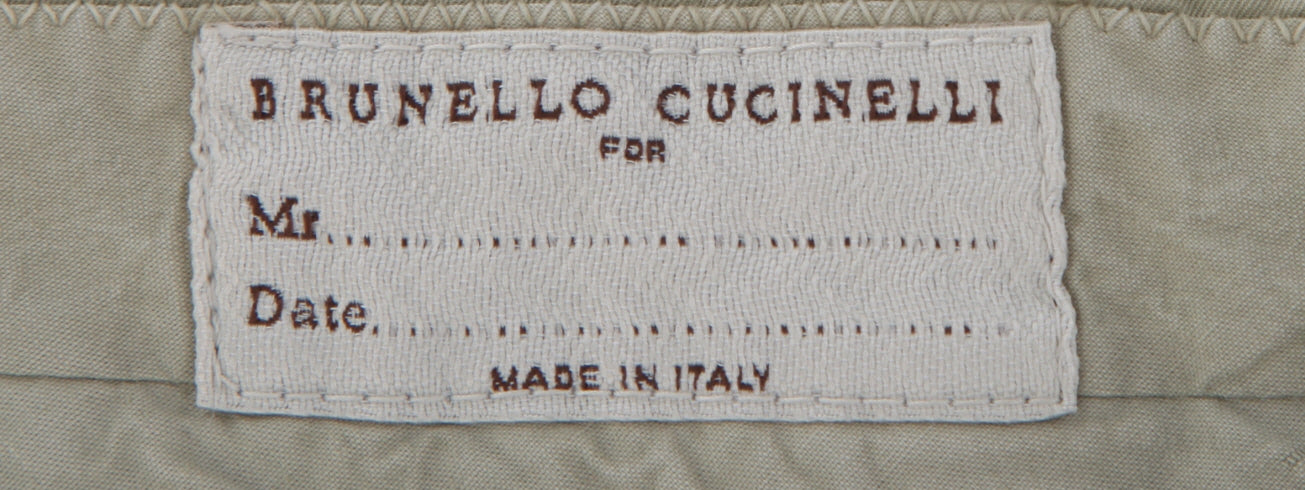 BRUNELLO CUCINELLI
FOR
Mr..............................................
Date..............................................
MADE IN ITALY